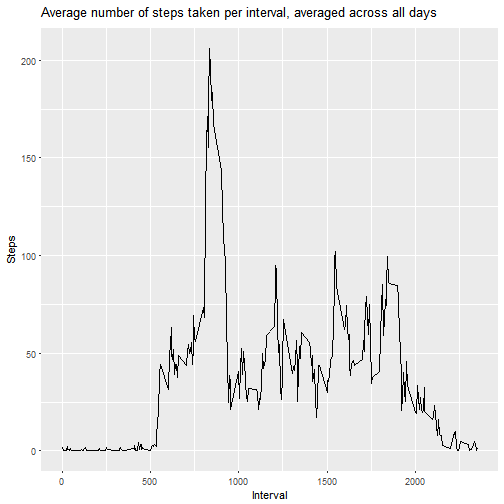 Average number of steps taken per interval, averaged across all days
200
150
100
50
0
Steps
0 500 1000 1500 2000
Interval